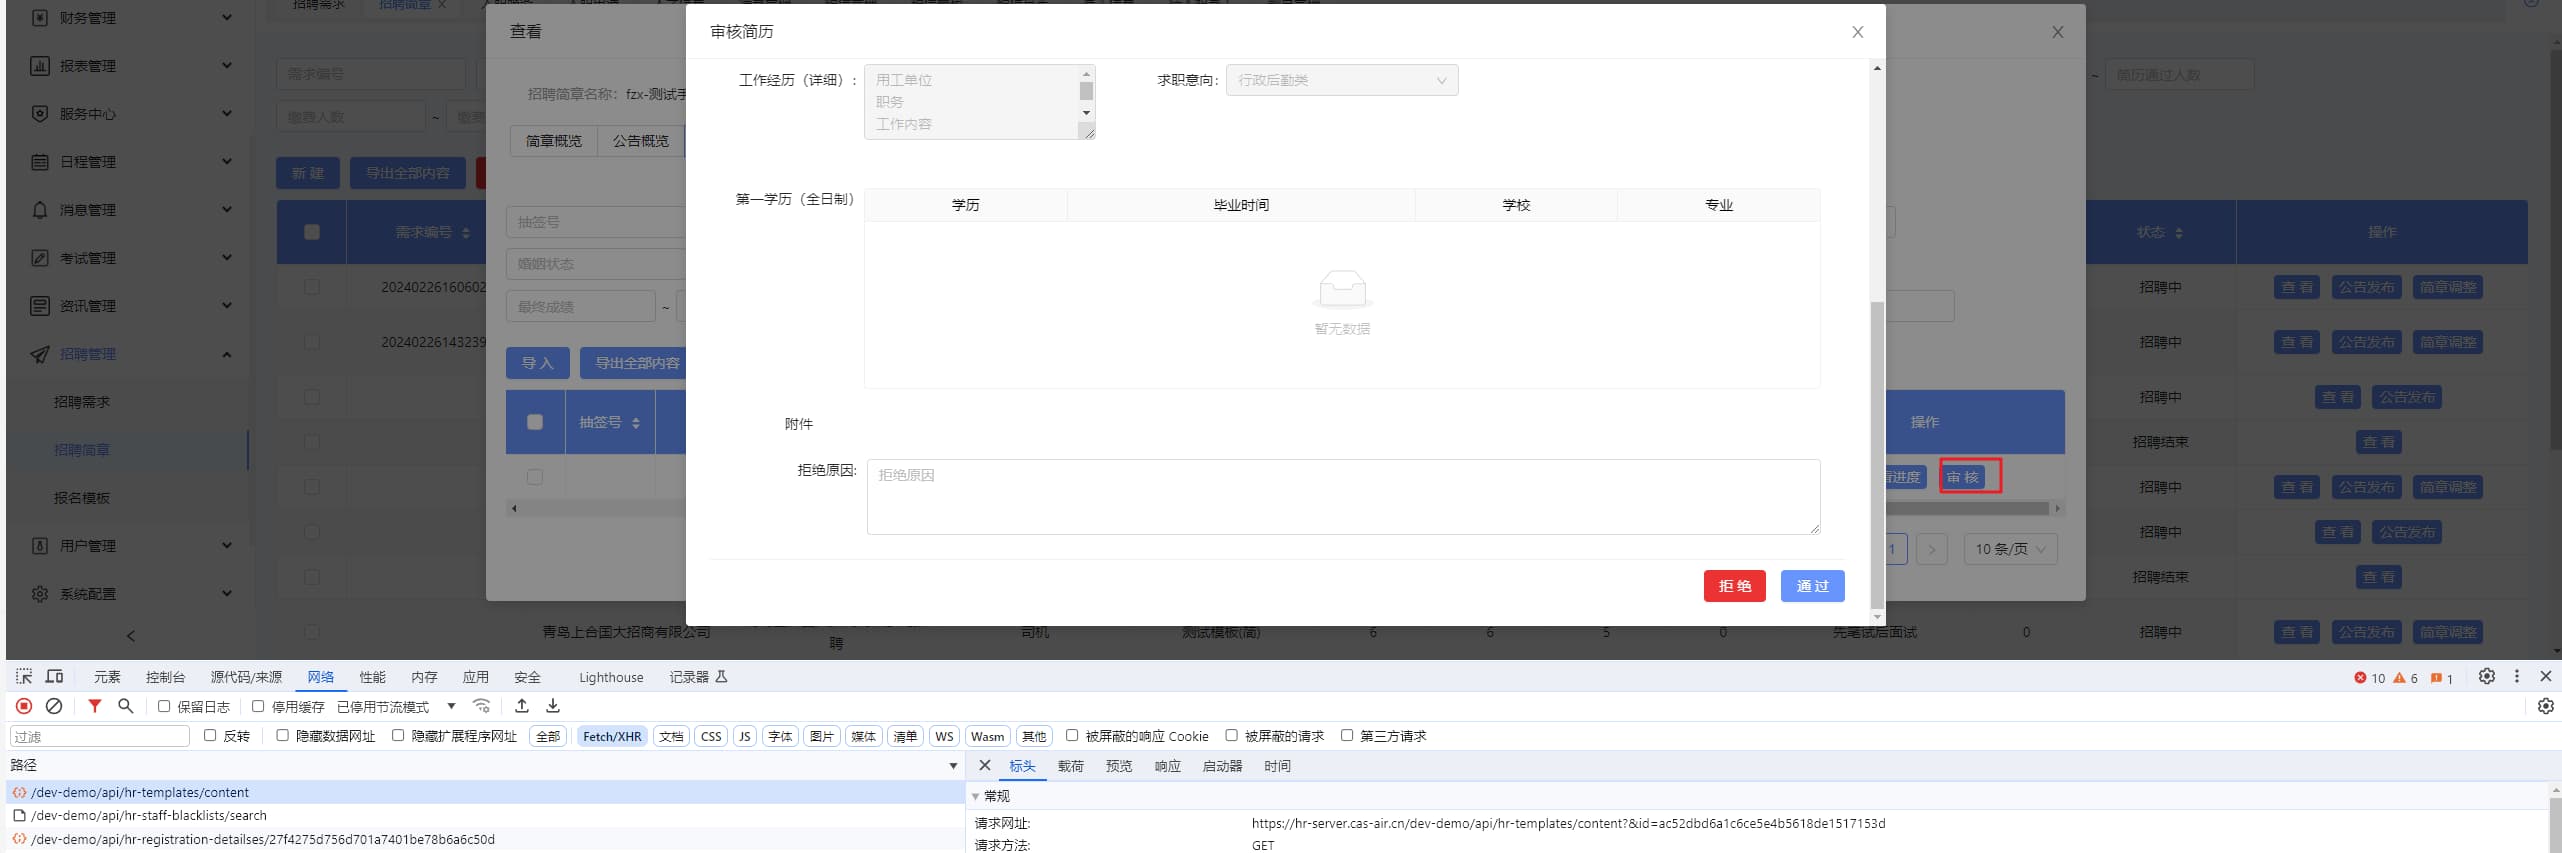 财务管理
报表管理
服务中心
日程管理
消息管理
考试管理
资讯管理
招聘管理
招聘需求
招聘简章
报名模板
用户管理
系统配置
招聘需求
招聘简章 X
需求编号
缴费人数
~
新 建
导出全部内容
需求编号
20240226160602
20240226143239
查看
招聘简章名称: fzx-测试手
简章概览
公告概览
抽签号
婚姻状态
最终成绩
~
导 入
导出全部内容
抽签号
审核简历
工作经历（详细）:
用工单位
职务
工作内容
求职意向:
行政后勤类
第一学历（全日制）
学历
毕业时间
学校
专业
暂无数据
附件
拒绝原因:
拒绝原因
拒 绝
通 过
操作
进度
审 核
1
10 条/页
~
简历通过人数
状态
操作
招聘中
查 看
公告发布
简章调整
招聘中
查 看
公告发布
简章调整
招聘中
查 看
公告发布
招聘结束
查 看
招聘中
查 看
公告发布
简章调整
招聘中
查 看
公告发布
招聘结束
查 看
青岛上合国大招商有限公司
聘
司机
测试模板(简)
6
6
5
0
先笔试后面试
0
招聘中
查 看
公告发布
简章调整
元素
控制台
源代码/来源
网络
性能
内存
应用
安全
Lighthouse
记录器
10
6
1
保留日志
停用缓存
已停用节流模式
过滤
反转
隐藏数据网址
隐藏扩展程序网址
全部
Fetch/XHR
文档
CSS
JS
字体
图片
媒体
清单
WS
Wasm
其他
被屏蔽的响应 Cookie
被屏蔽的请求
第三方请求
路径
/dev-demo/api/hr-templates/content
/dev-demo/api/hr-staff-blacklists/search
/dev-demo/api/hr-registration-detailses/27f4275d756d701a7401be78b6a6c50d
标头
载荷
预览
响应
启动器
时间
常规
请求网址:
https://hr-server.cas-air.cn/dev-demo/api/hr-templates/content?&id=ac52dbd6a1c6ce5e4b5618de1517153d
请求方法:
GET